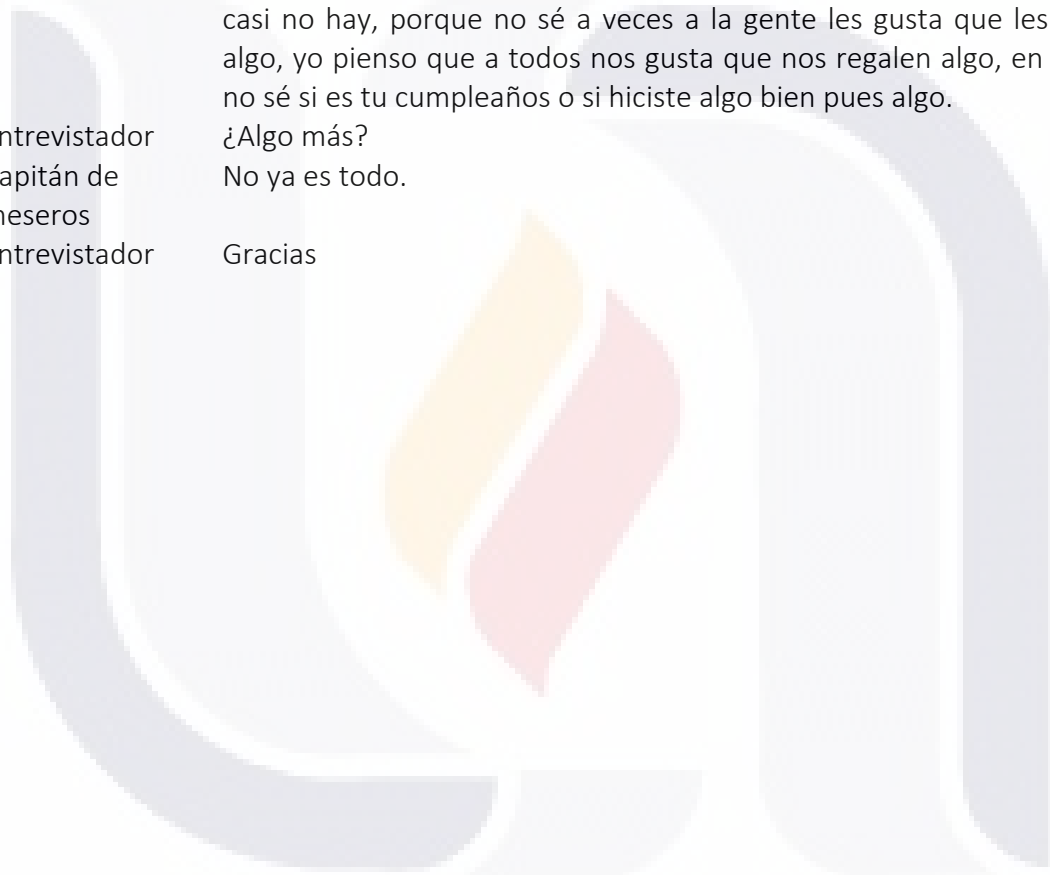 casi no hay, porque no sé a veces a la gente les gusta que les
algo, yo pienso que a todos nos gusta que nos regalen algo, en
no sé si es tu cumpleaños o si hiciste algo bien pues algo.
ntrevistador ¿Algo más?
apitán de No ya es todo.
neseros
ntrevistador Gracias